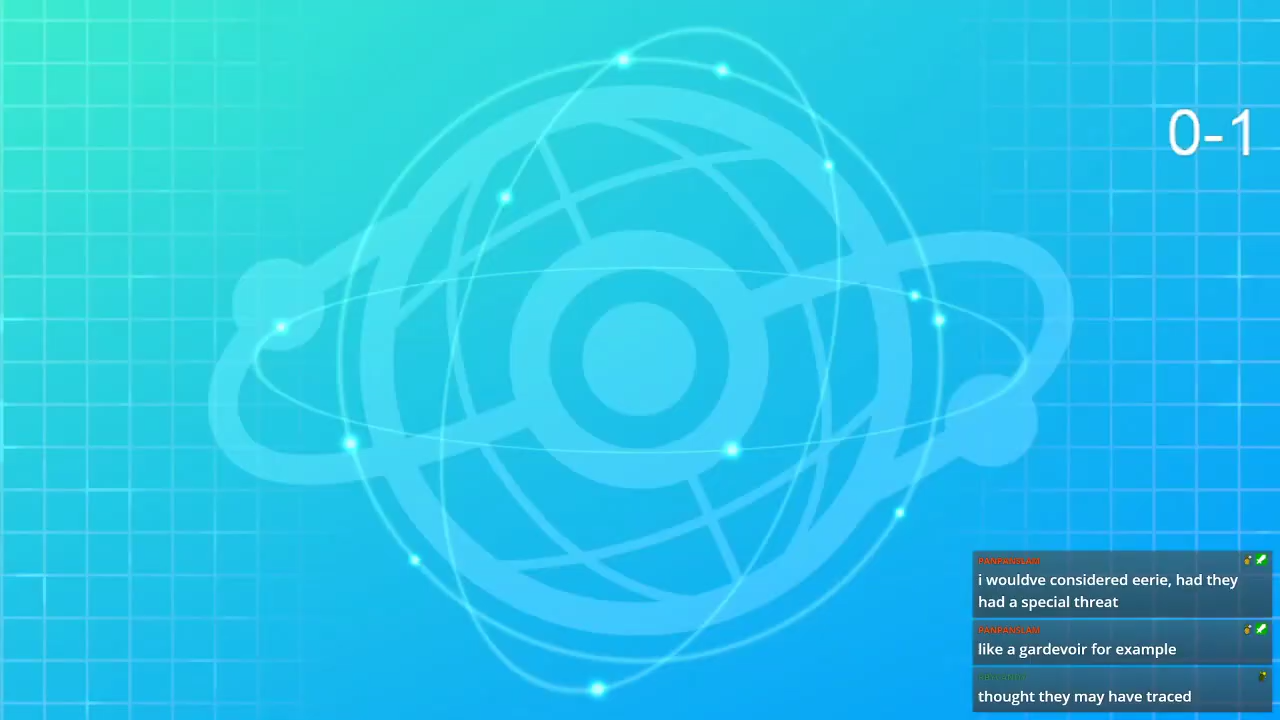 0-1
PANPANSLAM
i wouldve considered eerie, had they
had a special threat
PANPANSLAM
like a gardevoir for example
thought they may have traced